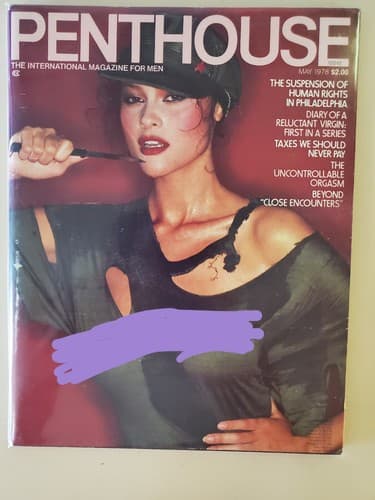 PENTHOUSE
THE INTERNATIONAL MAGAZINE FOR MEN
MAY 1978 $2.00
THE SUSPENSION OF
HUMAN RIGHTS
IN PHILADELPHIA
DIARY OF A
RELUCTANT VIRGIN:
FIRST IN A SERIES
TAXES WE SHOULD
NEVER PAY
THE
UNCONTROLLABLE
ORGASM
BEYOND
"CLOSE ENCOUNTERS"